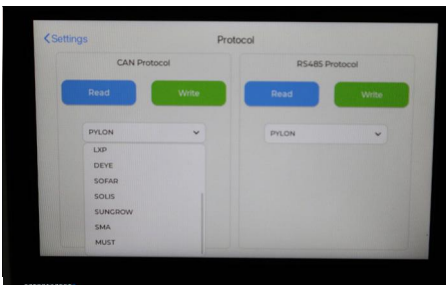 Settings
Protocol
CAN Protocol
RS485 Protocol
Read
Write
Read
Write
PYLON
PYLON
LXP
DEYE
SOFAR
SOLIS
SUNGROW
SMA
MUST